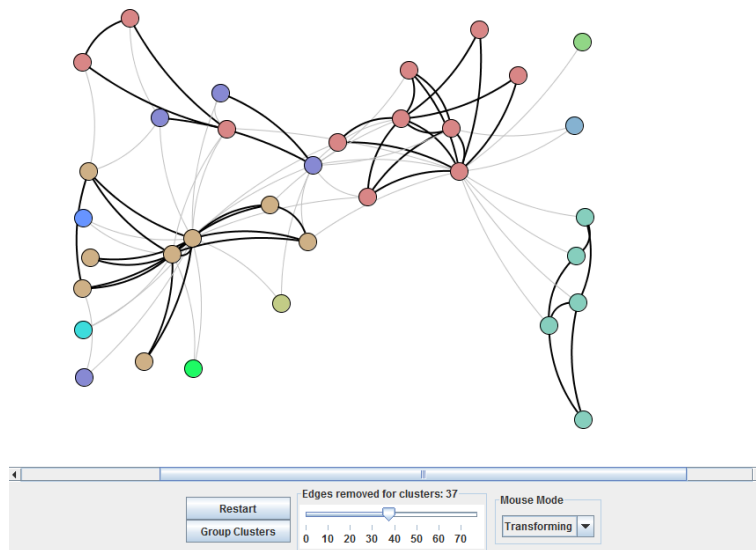 Edges removed for clusters: 37
Restart
Group Clusters
0 10 20 30 40 50 60 70
Mouse Mode
Transforming